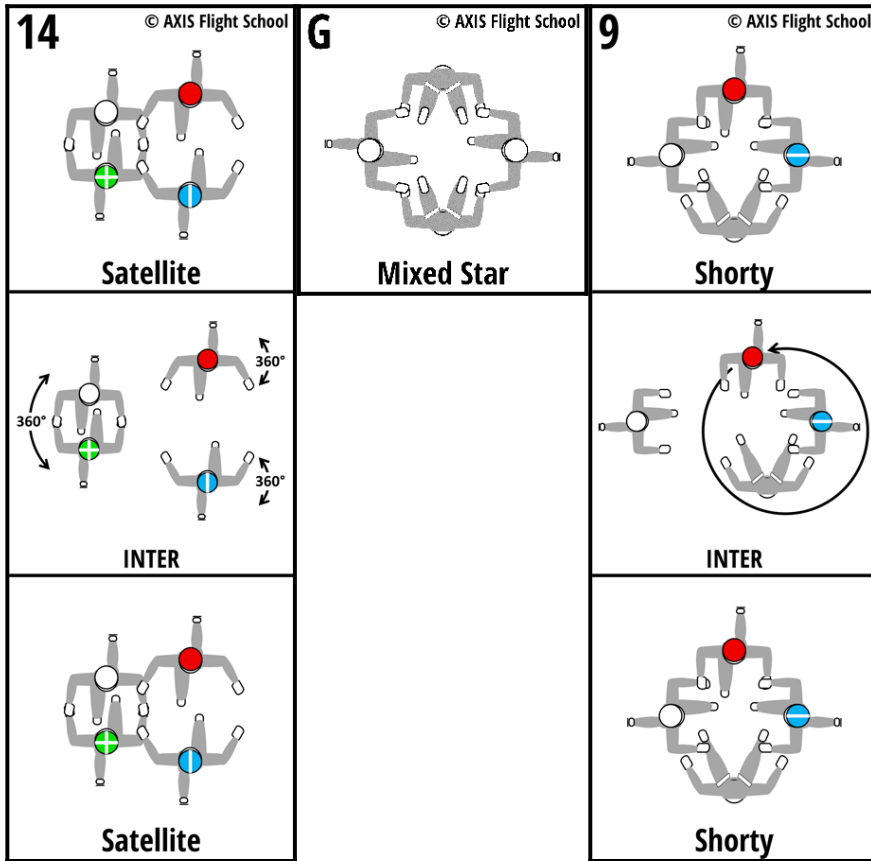 14 © AXIS Flight School
Satellite
360°
360°
360°
INTER
Satellite
G © AXIS Flight School
Mixed Star
9 © AXIS Flight School
Shorty
INTER
Shorty